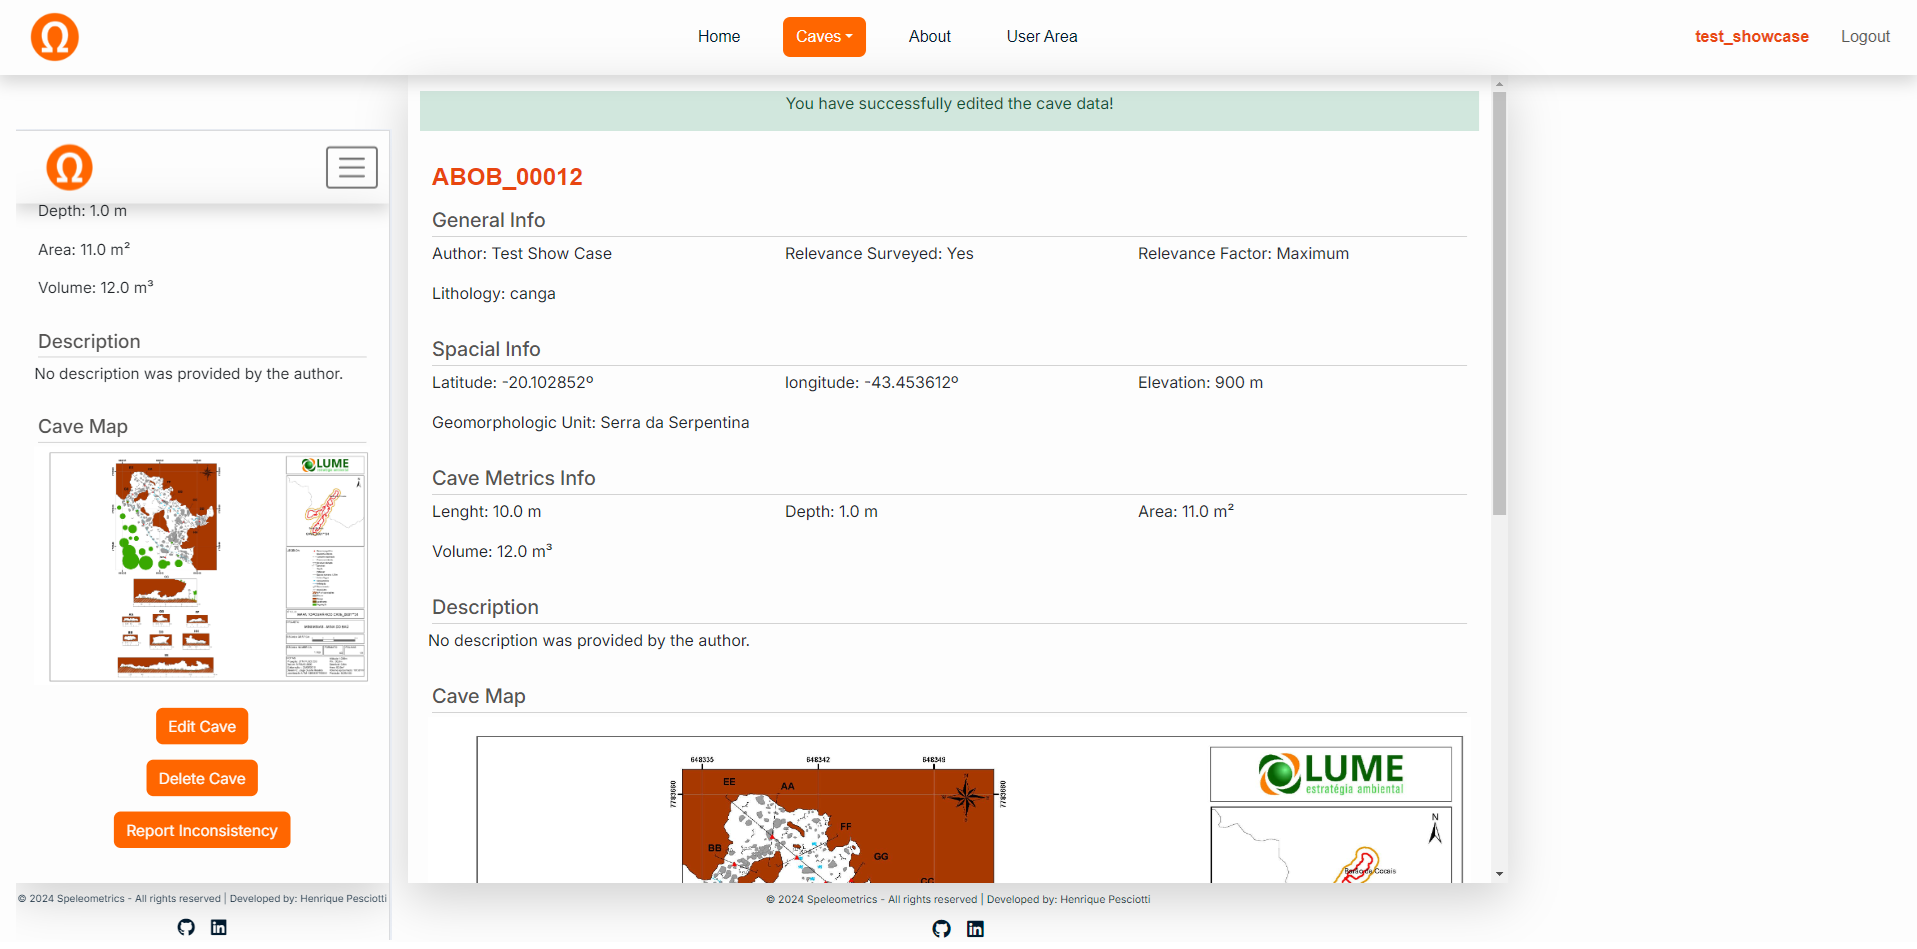 Home
Caves
About
User Area
test_showcase
Logout
Depth: 1.0 m
Area: 11.0 m²
Volume: 12.0 m³
Description
No description was provided by the author.
Cave Map
LUME
Edit Cave
Delete Cave
Report Inconsistency
© 2024 Speleometrics - All rights reserved | Developed by: Henrique Pesciotti
You have successfully edited the cave data!
ABOB_00012
General Info
Author: Test Show Case
Relevance Surveyed: Yes
Relevance Factor: Maximum
Lithology: canga
Spacial Info
Latitude: -20.102852º
longitude: -43.453612º
Elevation: 900 m
Geomorphologic Unit: Serra da Serpentina
Cave Metrics Info
Lenght: 10.0 m
Depth: 1.0 m
Area: 11.0 m²
Volume: 12.0 m³
Description
No description was provided by the author.
Cave Map
648335
648342
648349
7783660
7783660
EE
AA
FF
BB
GG
CC
N
LUME
estratégia ambiental
N
Barão de Cocais
© 2024 Speleometrics - All rights reserved | Developed by: Henrique Pesciotti